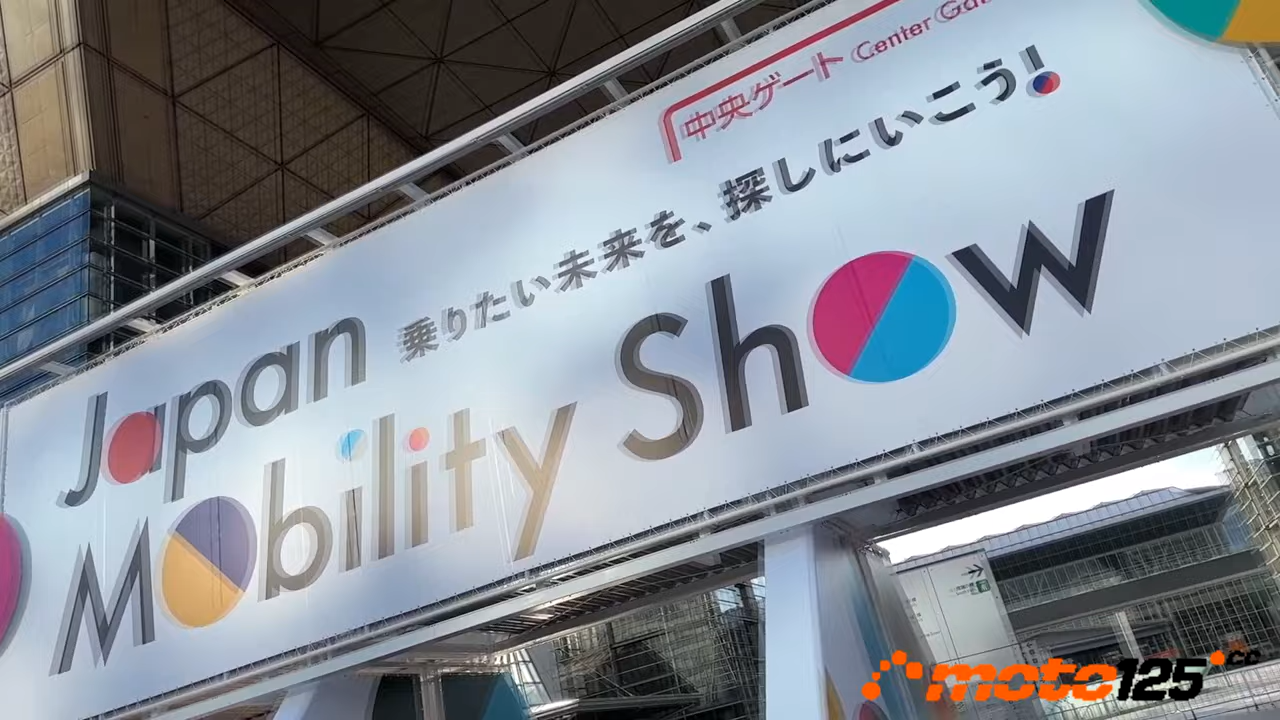 中央ゲート Center Gate
乗りたい未来を、探しにいこう!
Japan
Mobility Show
moto125.cc